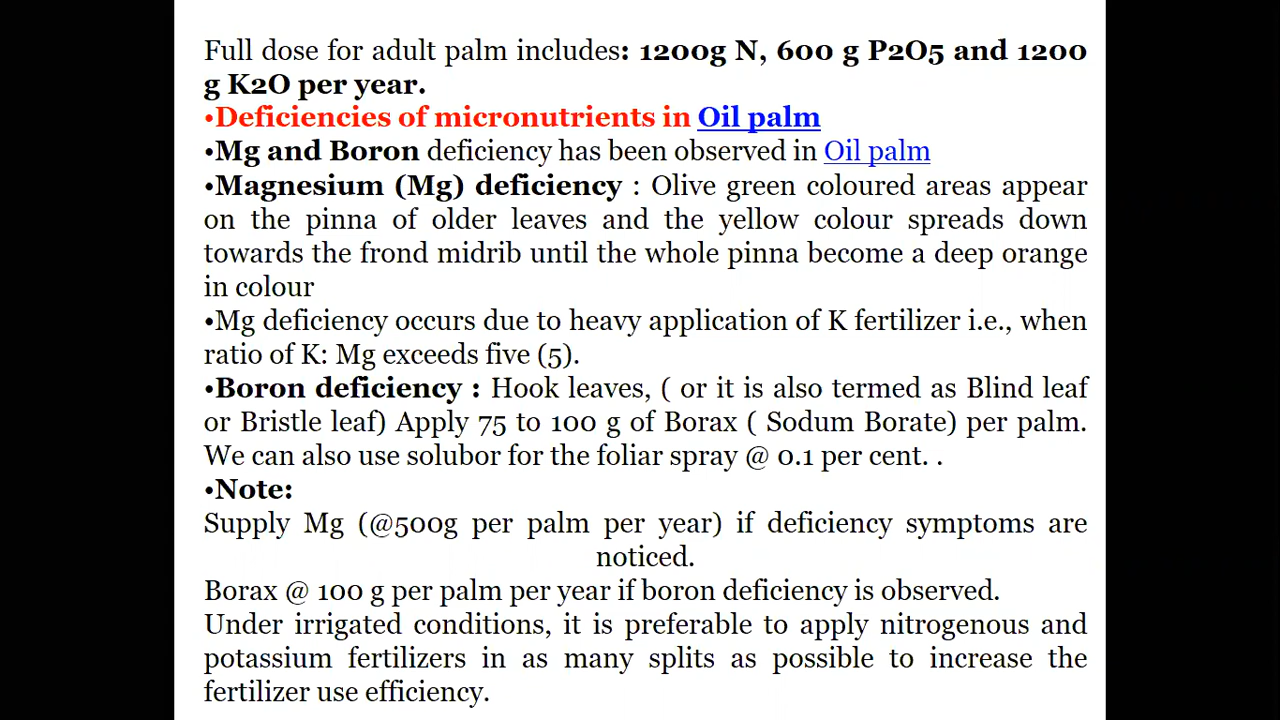 Full dose for adult palm includes: 1200g N, 600 g P2O5 and 1200
g K2O per year.
•Deficiencies of micronutrients in Oil palm
•Mg and Boron deficiency has been observed in Oil palm
•Magnesium (Mg) deficiency : Olive green coloured areas appear
on the pinna of older leaves and the yellow colour spreads down
towards the frond midrib until the whole pinna become a deep orange
in colour
•Mg deficiency occurs due to heavy application of K fertilizer i.e., when
ratio of K: Mg exceeds five (5).
•Boron deficiency : Hook leaves, ( or it is also termed as Blind leaf
or Bristle leaf) Apply 75 to 100 g of Borax ( Sodum Borate) per palm.
We can also use solubor for the foliar spray @ 0.1 per cent. .
•Note:
Supply Mg (@500g per palm per year) if deficiency symptoms are
noticed.
Borax @ 100 g per palm per year if boron deficiency is observed.
Under irrigated conditions, it is preferable to apply nitrogenous and
potassium fertilizers in as many splits as possible to increase the
fertilizer use efficiency.